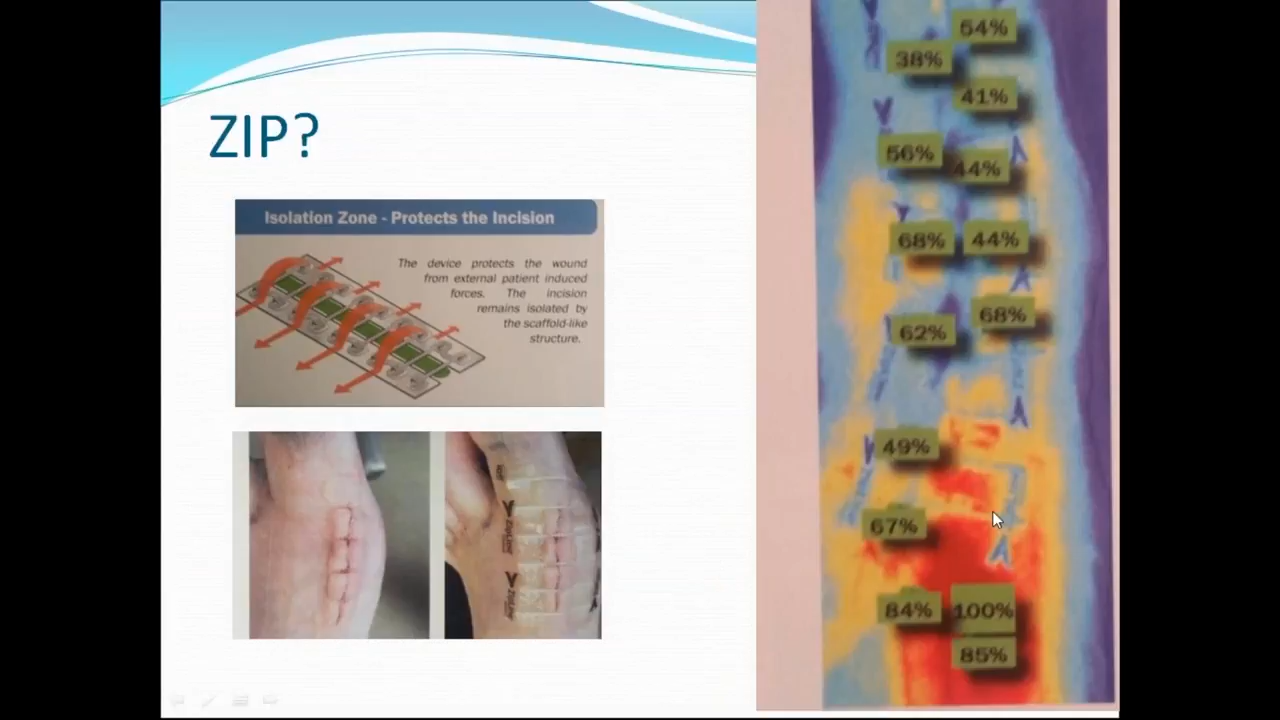 ZIP?
Isolation Zone - Protects the Incision
The device protects the wound
from external patient induced
forces. The incision
remains isolated by
the scaffold-like
structure.
54%
38%
41%
56%
44%
68%
44%
68%
62%
49%
67%
84%
100%
85%